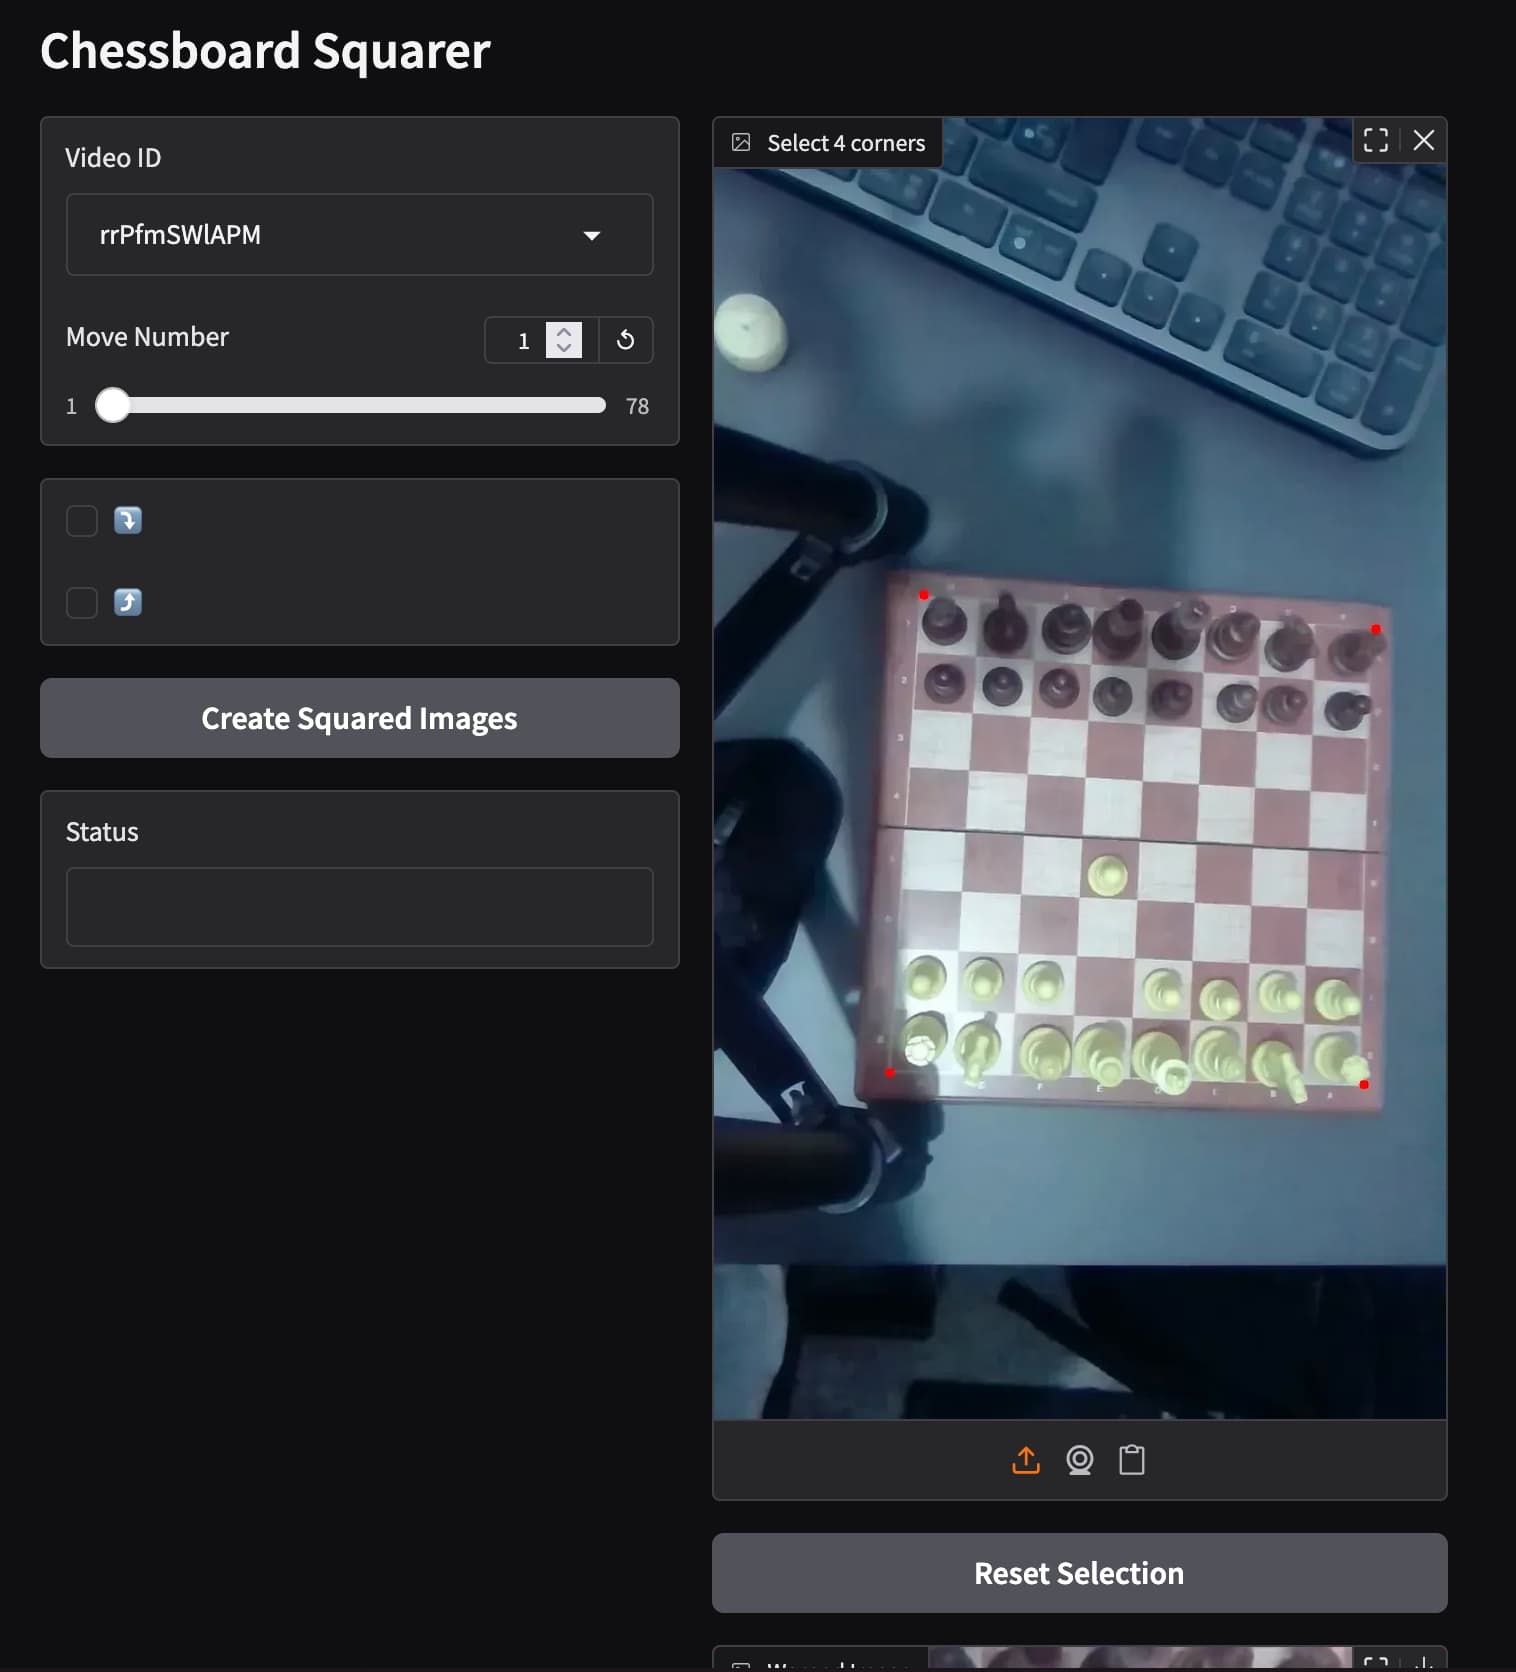 Chessboard Squarer
Video ID
rrPfmSWlAPM
Move Number
1
1
78
Create Squared Images
Status
Select 4 corners
Reset Selection